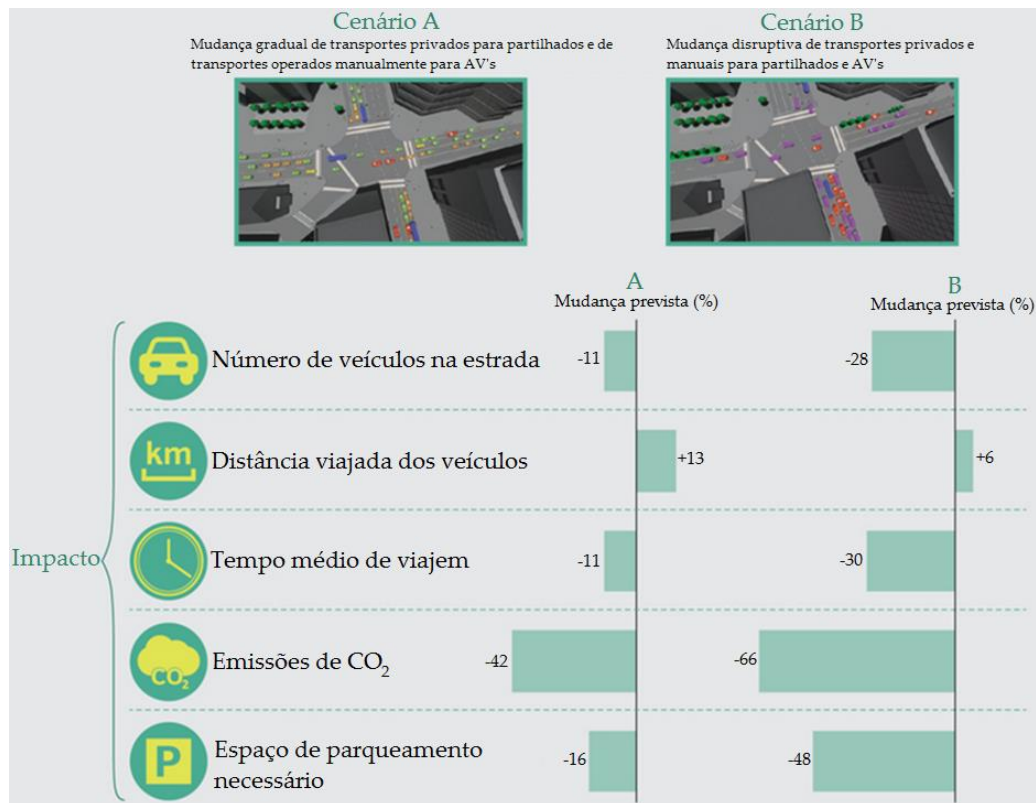 Cenário A
Mudança gradual de transportes privados para partilhados e de
transportes operados manualmente para AV's
Cenário B
Mudança disruptiva de transportes privados e
manuais para partilhados e AV's
A
Mudança prevista (%)
B
Mudança prevista (%)
Impacto
Número de veículos na estrada
-11
-28
km
Distância viajada dos veículos
+13
+6
Tempo médio de viajem
-11
-30
CO₂
Emissões de CO₂
-42
-66
P
Espaço de parqueamento
necessário
-16
-48